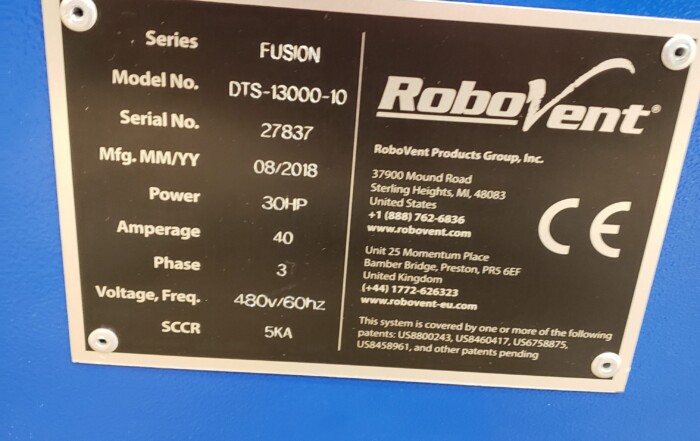 Series FUSION
Model No. DTS-13000-10
Serial No. 27837
Mfg. MM/YY 08/2018
Power 30HP
Amperage 40
Phase 3
Voltage, Freq. 480v/60hz
SCCR 5KA
RoboVent®
RoboVent Products Group, Inc.
37900 Mound Road
Sterling Heights, MI, 48083
United States
+1 (888) 762-6836
www.robovent.com
Unit 25 Momentum Place
Bamber Bridge, Preston, PR5 6EF
United Kingdom
(+44) 1772-626323
www.robovent-eu.com
CE
This system is covered by one or more of the following
patents: US8800243, US8460417, US6758875,
US8458961, and other patents pending